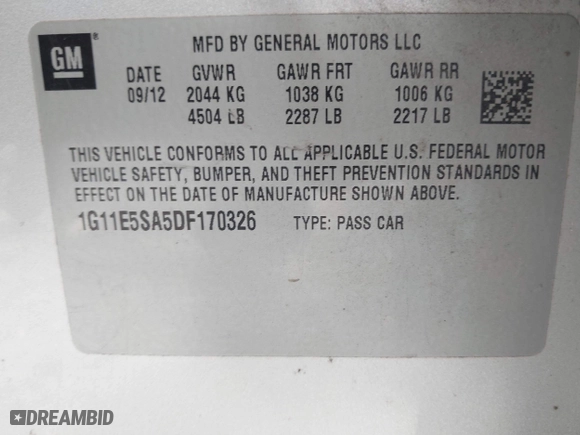 GM
MFD BY GENERAL MOTORS LLC
DATE GVWR GAWR FRT GAWR RR
09/12 2044 KG 1038 KG 1006 KG
4504 LB 2287 LB 2217 LB
THIS VEHICLE CONFORMS TO ALL APPLICABLE U.S. FEDERAL MOTOR
VEHICLE SAFETY, BUMPER, AND THEFT PREVENTION STANDARDS IN
EFFECT ON THE DATE OF MANUFACTURE SHOWN ABOVE.
1G11E5SA5DF170326 TYPE: PASS CAR
DREAMBID